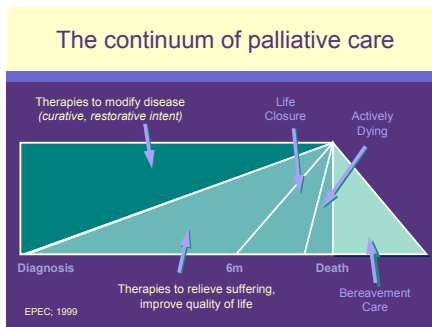 The continuum of palliative care
Therapies to modify disease
(curative, restorative intent)
Life
Closure
Actively
Dying
Diagnosis
6m
Death
Therapies to relieve suffering,
improve quality of life
Bereavement
Care
EPEC; 1999